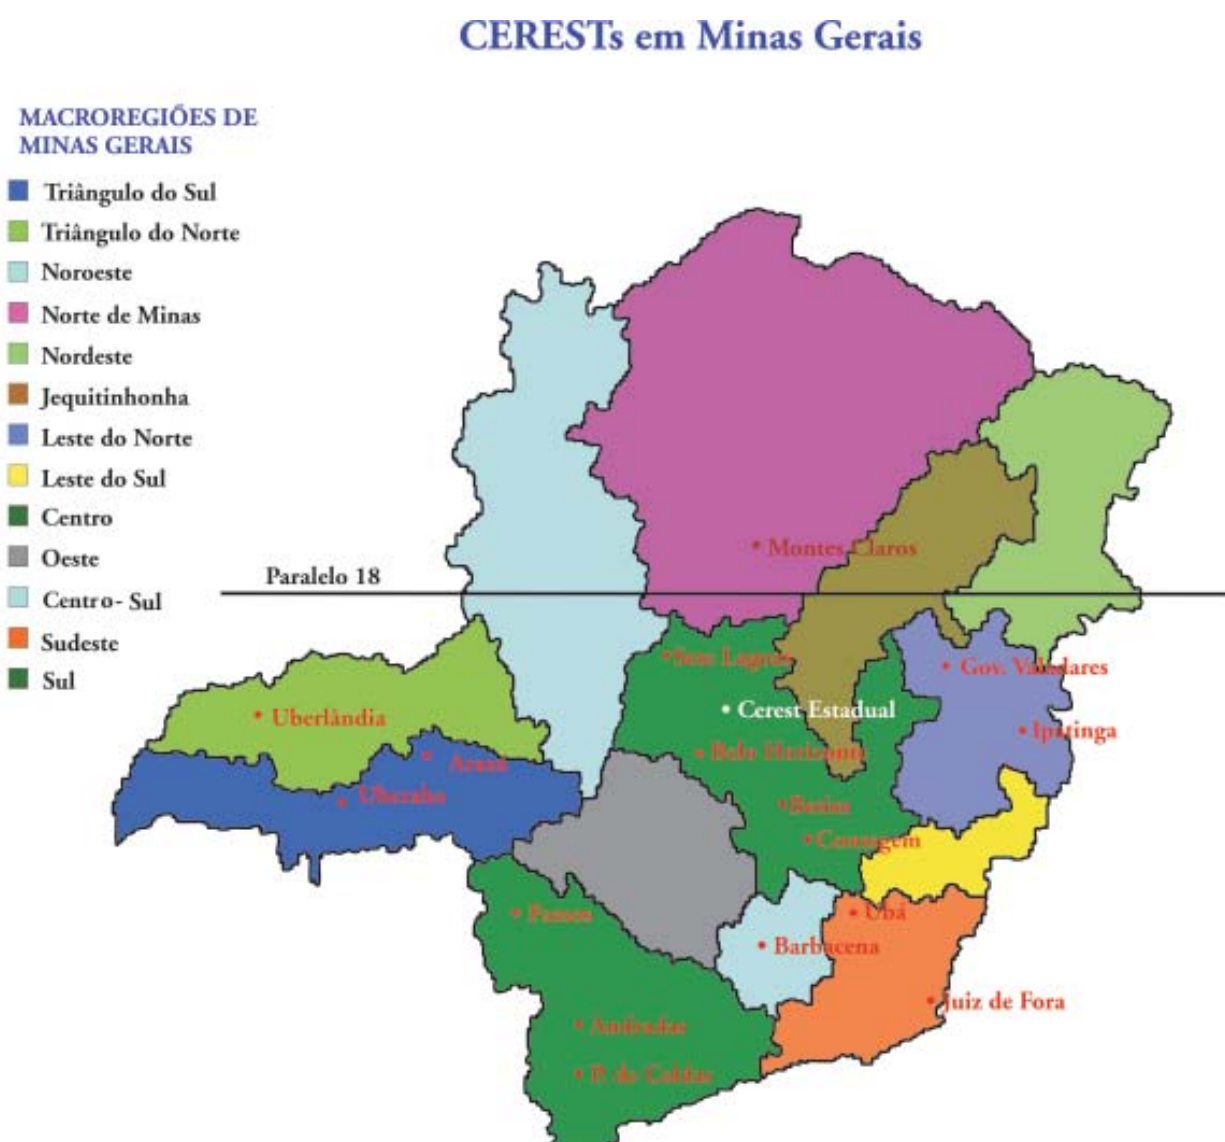 CERESTs em Minas Gerais
MACROREGIÕES DE
MINAS GERAIS
Triângulo do Sul
Triângulo do Norte
Noroeste
Norte de Minas
Nordeste
Jequitinhonha
Leste do Norte
Leste do Sul
Centro
Oeste
Centro- Sul
Sudeste
Sul
Paralelo 18
Montes Claros
Sete Lagoas
Gov. Valadares
Cerest Estadual
Uberlândia
Ipatinga
Belo Horizonte
Araxá
Uberaba
Betim
Contagem
Passos
Ubá
Barbacena
Juiz de Fora
Andradas
P. de Caldas